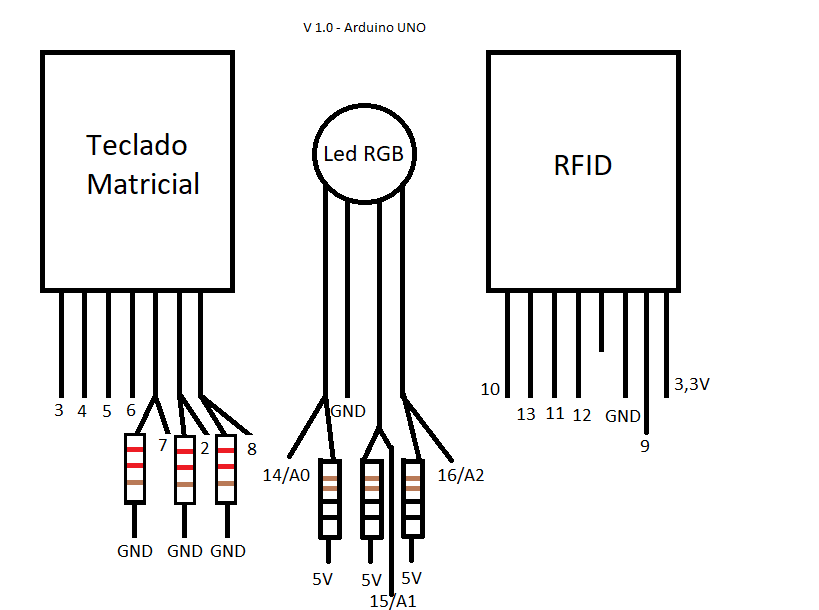 V 1.0 - Arduino UNO
Teclado
Matricial
Led RGB
RFID
3
4
5
6
7
2
8
GND
GND
GND
14/A0
GND
16/A2
5V
5V
5V
15/A1
10
13
11
12
GND
9
3,3V